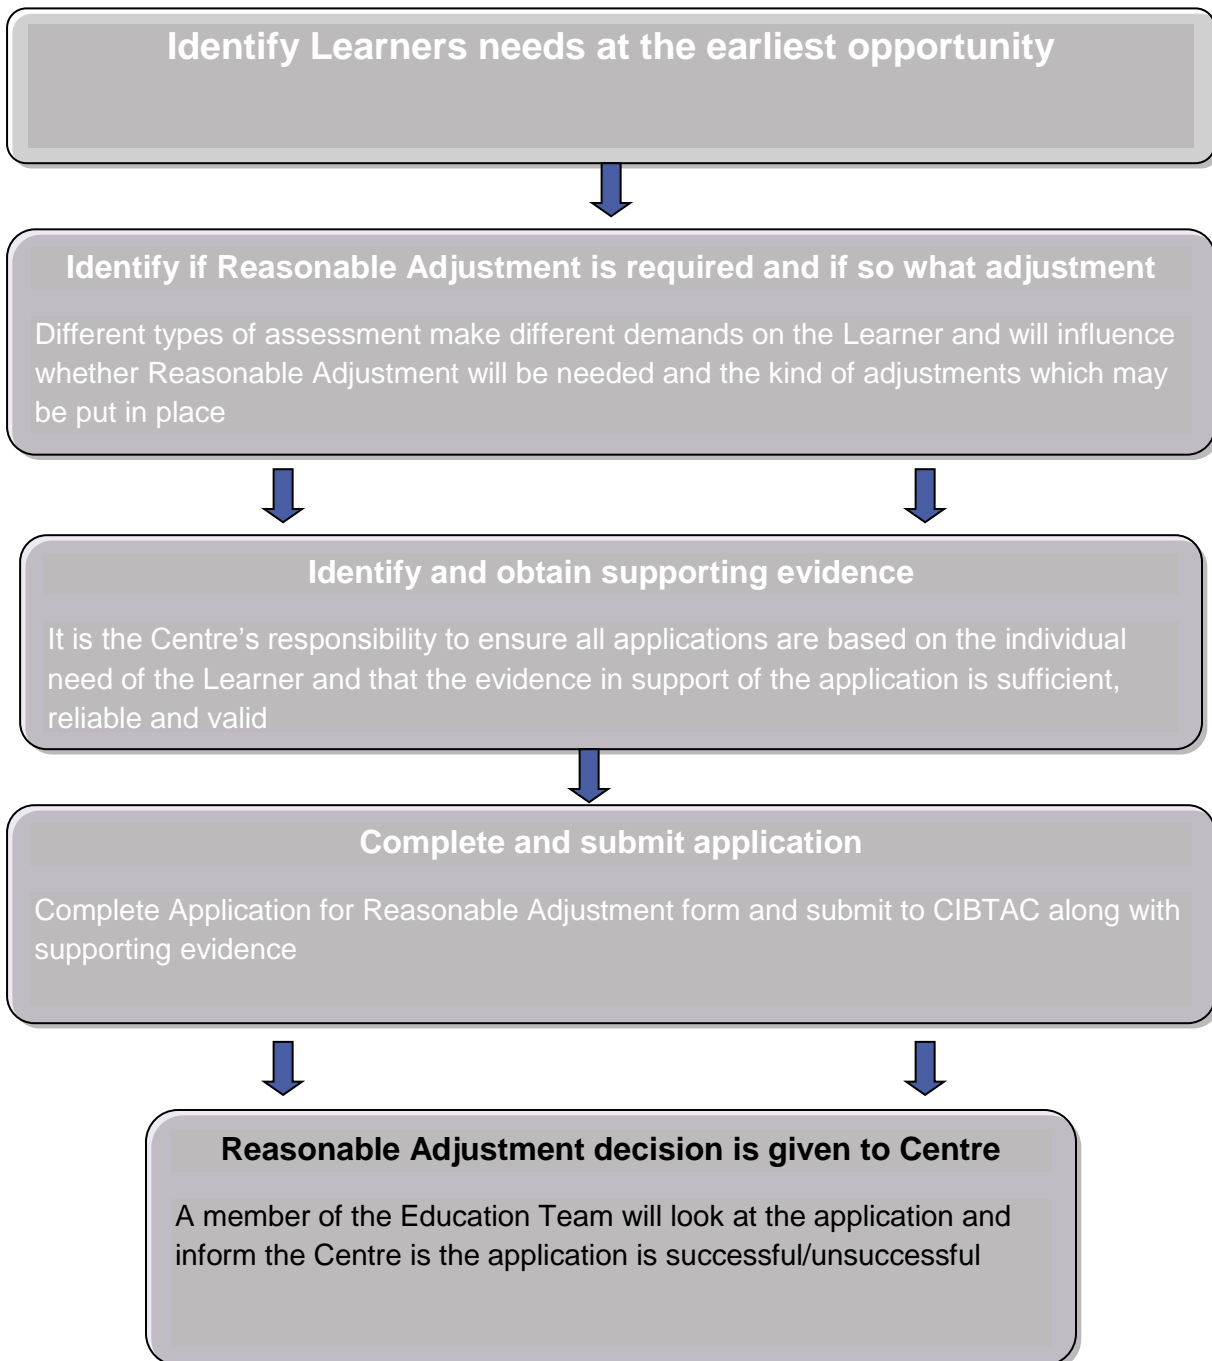 Identify Learners needs at the earliest opportunity
Identify if Reasonable Adjustment is required and if so what adjustment
Different types of assessment make different demands on the Learner and will influence
whether Reasonable Adjustment will be needed and the kind of adjustments which may
be put in place
Identify and obtain supporting evidence
It is the Centre’s responsibility to ensure all applications are based on the individual
need of the Learner and that the evidence in support of the application is sufficient,
reliable and valid
Complete and submit application
Complete Application for Reasonable Adjustment form and submit to CIBTAC along with
supporting evidence
Reasonable Adjustment decision is given to Centre
A member of the Education Team will look at the application and
inform the Centre is the application is successful/unsuccessful